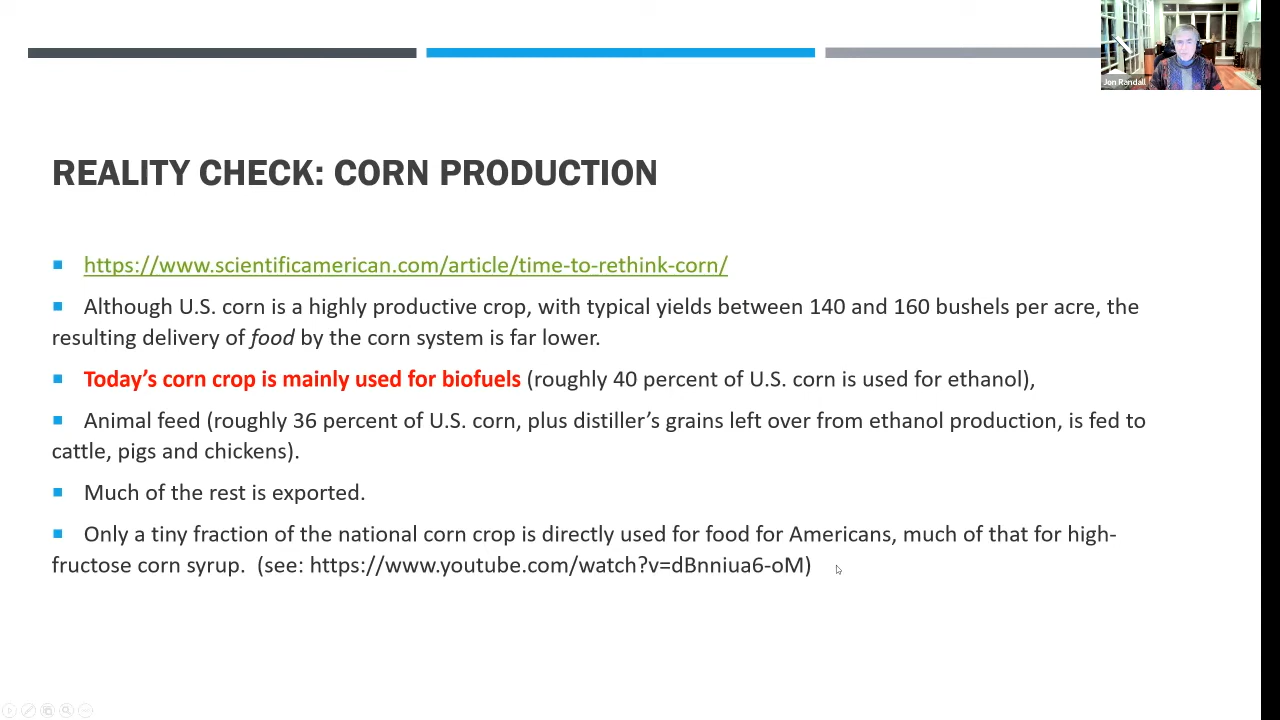 Jon Randall
REALITY CHECK: CORN PRODUCTION
https://www.scientificamerican.com/article/time-to-rethink-corn/
Although U.S. corn is a highly productive crop, with typical yields between 140 and 160 bushels per acre, the
resulting delivery of food by the corn system is far lower.
Today’s corn crop is mainly used for biofuels (roughly 40 percent of U.S. corn is used for ethanol),
Animal feed (roughly 36 percent of U.S. corn, plus distiller’s grains left over from ethanol production, is fed to
cattle, pigs and chickens).
Much of the rest is exported.
Only a tiny fraction of the national corn crop is directly used for food for Americans, much of that for high-
fructose corn syrup.  (see: https://www.youtube.com/watch?v=dBnniua6-oM)